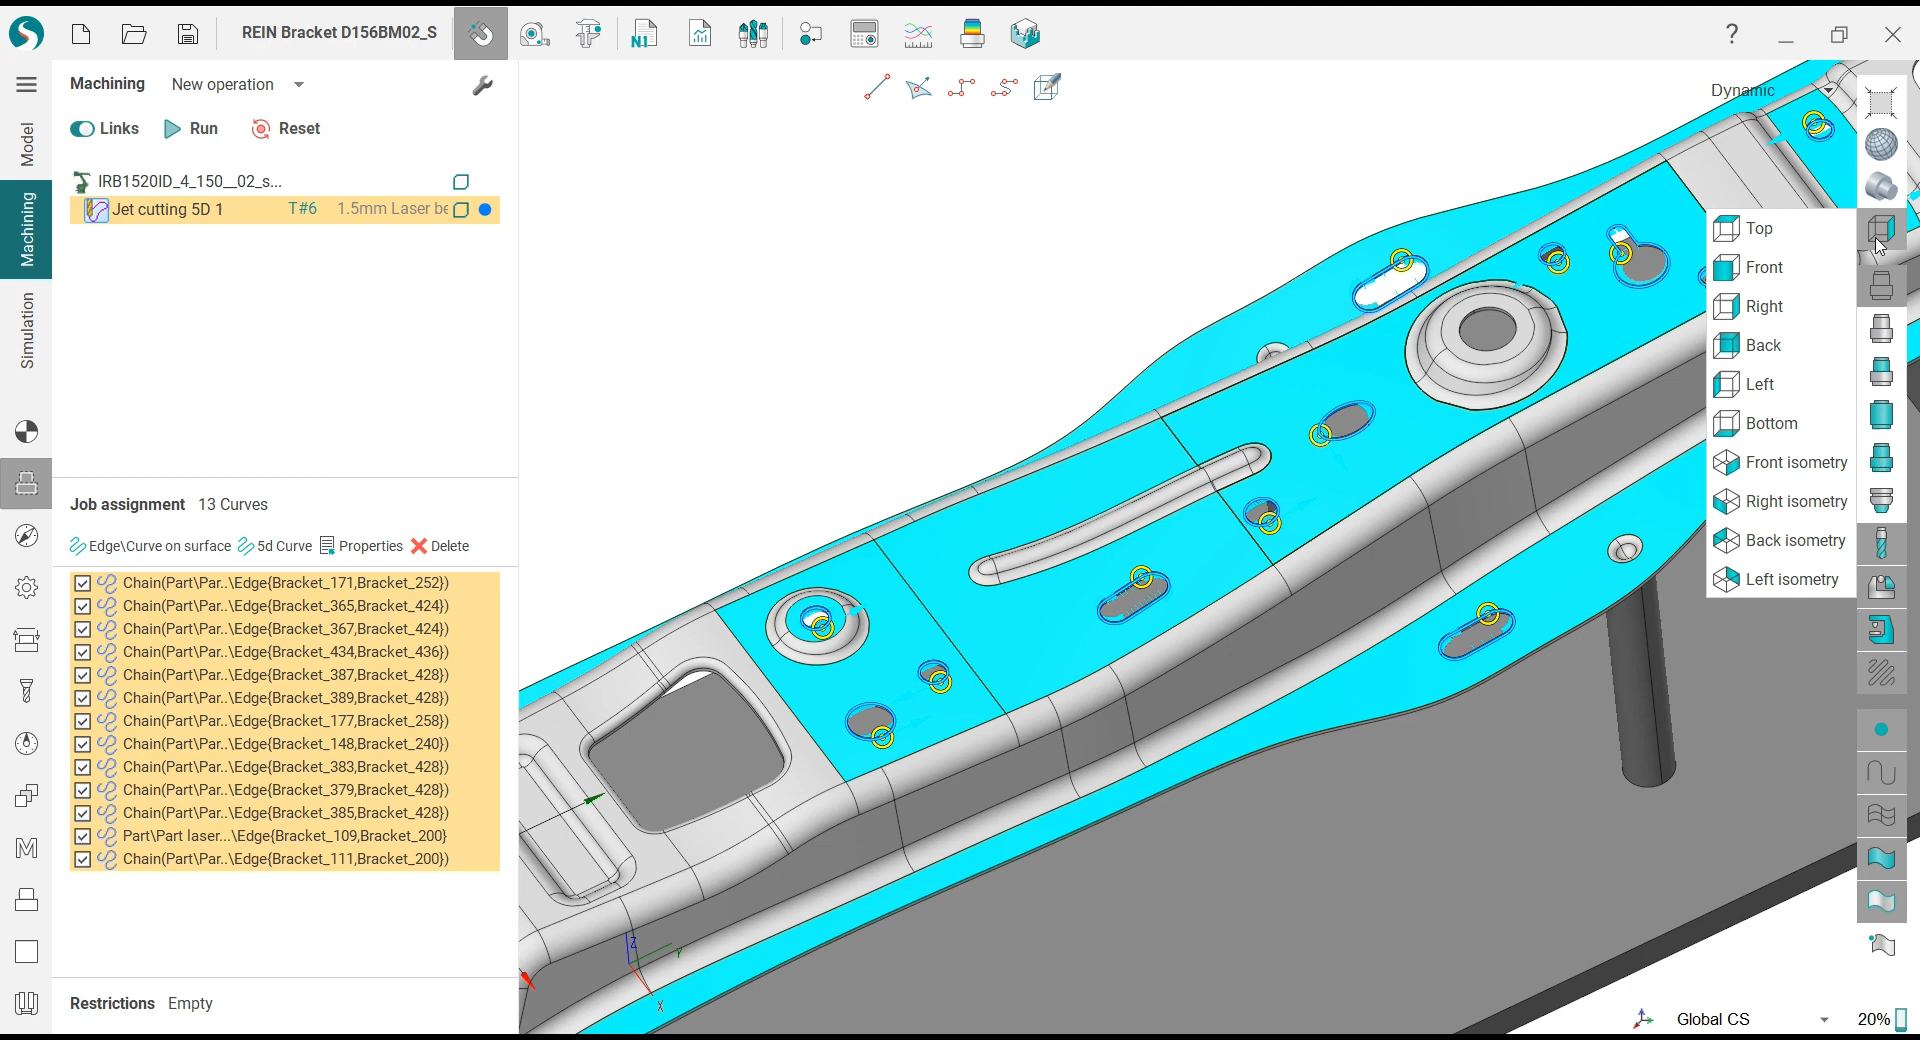 REIN Bracket D156BM02_S
N1
Machining New operation
Links Run Reset
IRB1520ID_4_150__02_s...
Jet cutting 5D 1 T#6 1.5mm Laser be
Model
Machining
Simulation
Job assignment 13 Curves
Edge\Curve on surface 5d Curve Properties Delete
Chain(Part\Par..\Edge{Bracket_171,Bracket_252})
Chain(Part\Par..\Edge{Bracket_365,Bracket_424})
Chain(Part\Par..\Edge{Bracket_367,Bracket_424})
Chain(Part\Par..\Edge{Bracket_434,Bracket_436})
Chain(Part\Par..\Edge{Bracket_387,Bracket_428})
Chain(Part\Par..\Edge{Bracket_389,Bracket_428})
Chain(Part\Par..\Edge{Bracket_177,Bracket_258})
Chain(Part\Par..\Edge{Bracket_148,Bracket_240})
Chain(Part\Par..\Edge{Bracket_383,Bracket_428})
Chain(Part\Par..\Edge{Bracket_379,Bracket_428})
Chain(Part\Par..\Edge{Bracket_385,Bracket_428})
Part\Part laser...\Edge{Bracket_109,Bracket_200}
Chain(Part\Par..\Edge{Bracket_111,Bracket_200})
Restrictions Empty
Dynamic
Top
Front
Right
Back
Left
Bottom
Front isometry
Right isometry
Back isometry
Left isometry
Z
Y
X
Global CS 20%